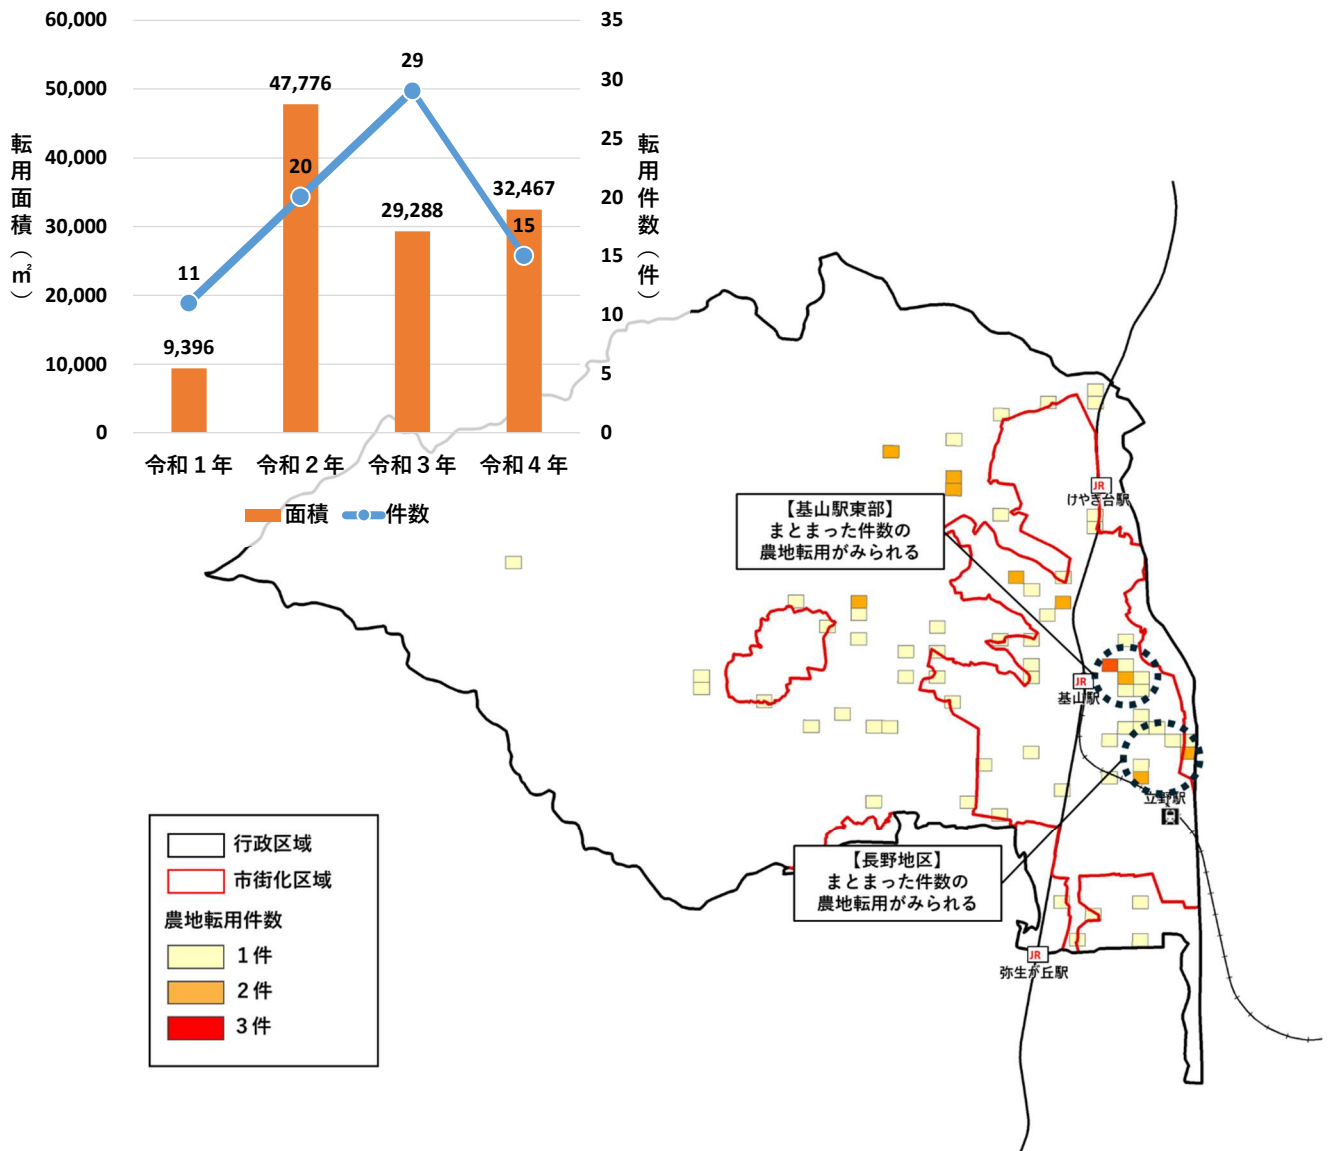 60,000
50,000
40,000
30,000
20,000
10,000
0
転用面積（㎡）
35
30
25
20
15
10
5
0
転用件数（件）
9,396
47,776
29,288
32,467
11
20
29
15
令和１年
令和２年
令和３年
令和４年
面積
件数
JR
けやき台駅
【基山駅東部】
まとまった件数の
農地転用がみられる
JR
基山駅
立野駅
【長野地区】
まとまった件数の
農地転用がみられる
JR
弥生が丘駅
行政区域
市街化区域
農地転用件数
１件
２件
３件